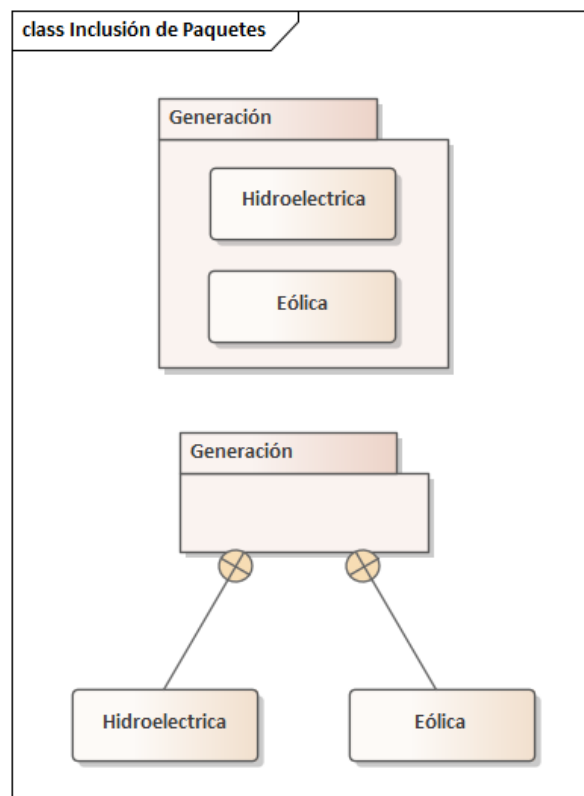 class Inclusión de Paquetes
Generación
Hidroelectrica
Eólica
Generación
Hidroelectrica
Eólica